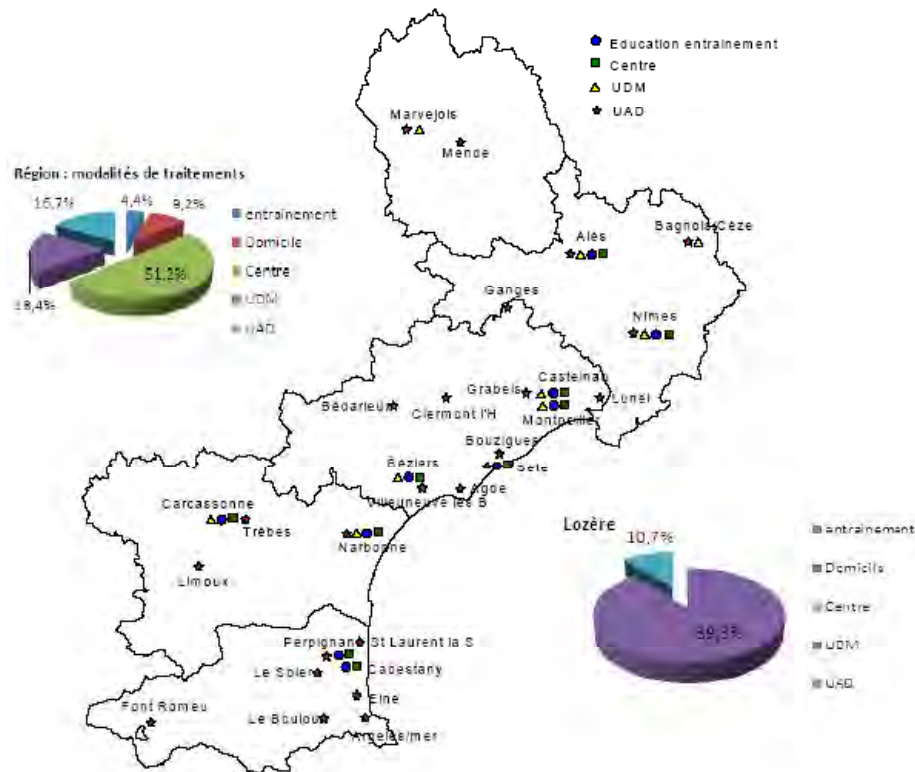 Education entrainement
Centre
UDM
UAD
Marvejois
Mende
Région : modalités de traitements
16,7%
4,4%
9,2%
51,2%
18,4%
entrainement
Domicile
Centre
UDM
UAD
Alès
Bagnols/Cèze
Ganges
Nîmes
Castelnau
Grabels
Lunel
Bédarieux
Clermont l'H
Montpellier
Bouzigues
Sète
Béziers
Agde
Villeuneuve les B
Carcassonne
Trèbes
Narbonne
Limoux
Lozère
10,7%
89,3%
entrainement
Domicile
Centre
UDM
UAD
Perpignan
St Laurent la S
Le Soler
Cabestany
Elne
Font Romeu
Le Boulou
Argelès/mer